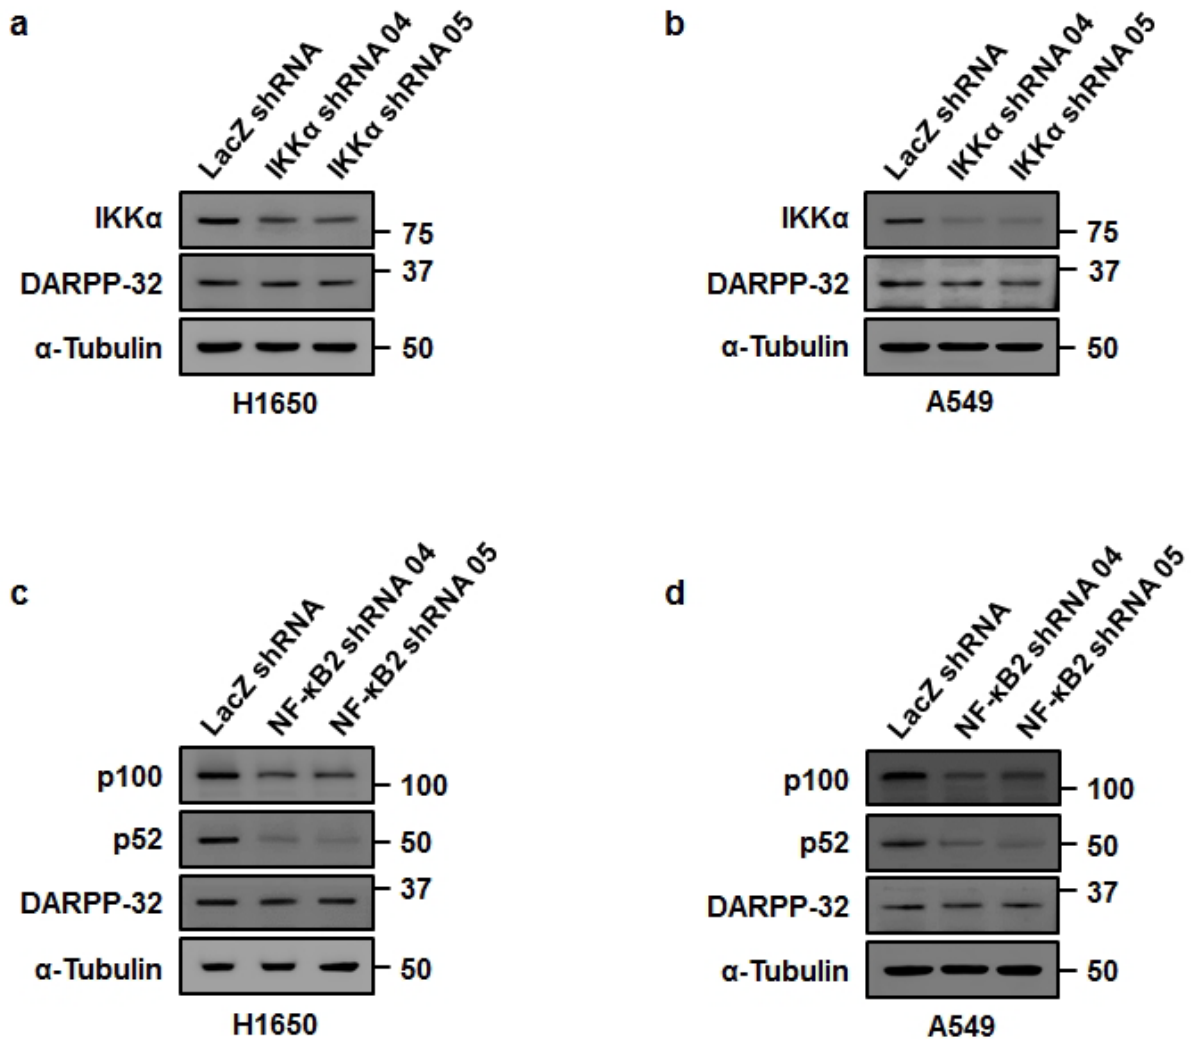 a
LacZ shRNA
IKKα shRNA 04
IKKα shRNA 05
IKKα
75
DARPP-32
37
α-Tubulin
50
H1650
b
LacZ shRNA
IKKα shRNA 04
IKKα shRNA 05
IKKα
75
DARPP-32
37
α-Tubulin
50
A549
c
LacZ shRNA
NF-κB2 shRNA 04
NF-κB2 shRNA 05
p100
100
p52
50
DARPP-32
37
α-Tubulin
50
H1650
d
LacZ shRNA
NF-κB2 shRNA 04
NF-κB2 shRNA 05
p100
100
p52
50
DARPP-32
37
α-Tubulin
50
A549